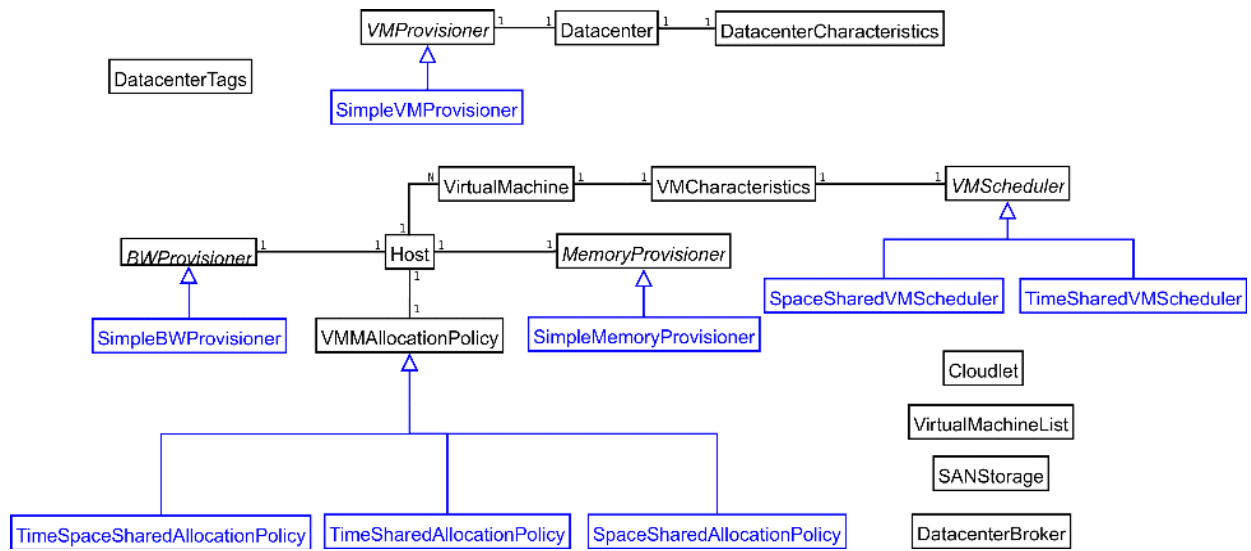 VMProvisioner 1 1 Datacenter 1 1 DatacenterCharacteristics
DatacenterTags
SimpleVMProvisioner
N VirtualMachine 1 1 VMCharacteristics 1 1 VMScheduler
1
BWProvisioner 1 1 Host 1 1 MemoryProvisioner
1
SpaceSharedVMScheduler TimeSharedVMScheduler
1
SimpleBWProvisioner VMMAllocationPolicy SimpleMemoryProvisioner
Cloudlet
VirtualMachineList
SANStorage
TimeSpaceSharedAllocationPolicy TimeSharedAllocationPolicy SpaceSharedAllocationPolicy DatacenterBroker